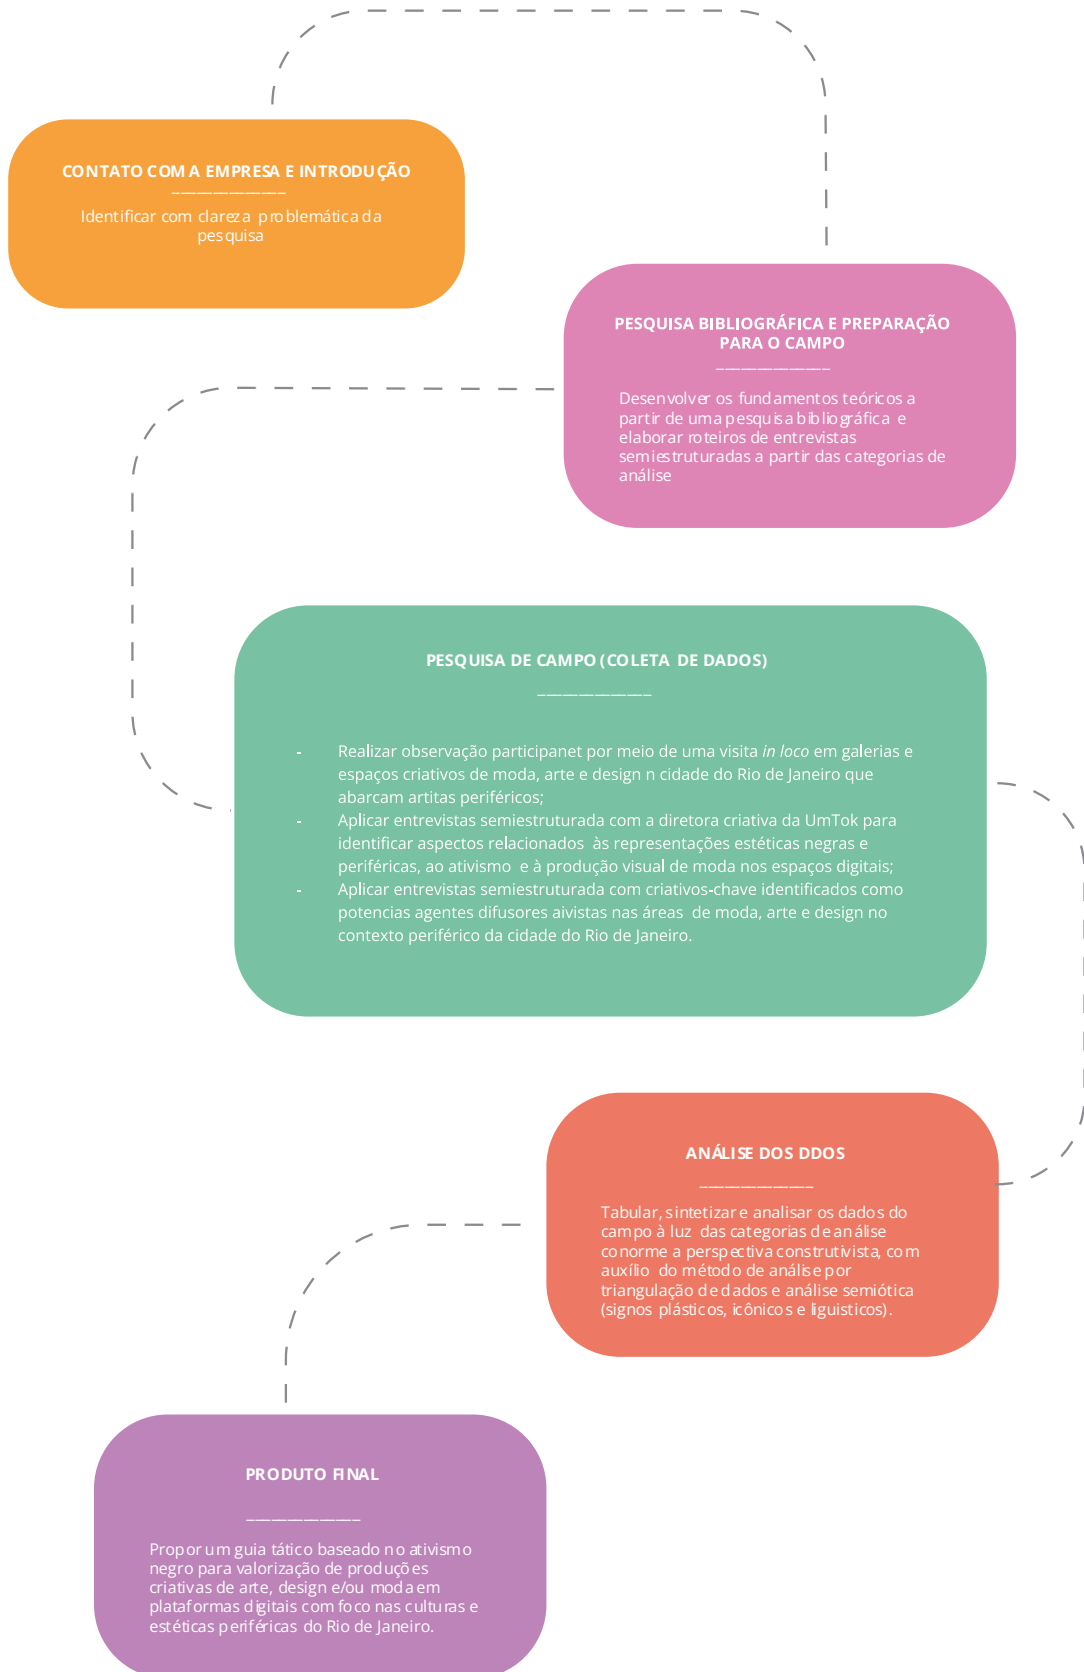 CONTATO COM A EMPRESA E INTRODUÇÃO
______________
Identificar com clareza problemática da
pesquisa
PESQUISA BIBLIOGRÁFICA E PREPARAÇÃO
PARA O CAMPO
______________
Desenvolver os fundamentos teóricos a
partir de uma pesquisa bibliográfica e
elaborar roteiros de entrevistas
semiestruturadas a partir das categorias de
análise
PESQUISA DE CAMPO (COLETA DE DADOS)
______________
- Realizar observação participanet por meio de uma visita in loco em galerias e
espaços criativos de moda, arte e design n cidade do Rio de Janeiro que
abarcam artitas periféricos;
- Aplicar entrevistas semiestruturada com a diretora criativa da UmTok para
identificar aspectos relacionados às representações estéticas negras e
periféricas, ao ativismo e à produção visual de moda nos espaços digitais;
- Aplicar entrevistas semiestruturada com criativos-chave identificados como
potencias agentes difusores aivistas nas áreas de moda, arte e design no
contexto periférico da cidade do Rio de Janeiro.
ANÁLISE DOS DDOS
______________
Tabular, sintetizar e analisar os dados do
campo à luz das categorias de análise
conorme a perspectiva construtivista, com
auxílio do método de análise por
triangulação de dados e análise semiótica
(signos plásticos, icônicos e liguisticos).
PRODUTO FINAL
______________
Propor um guia tático baseado no ativismo
negro para valorização de produções
criativas de arte, design e/ou moda em
plataformas digitais com foco nas culturas e
estéticas periféricas do Rio de Janeiro.